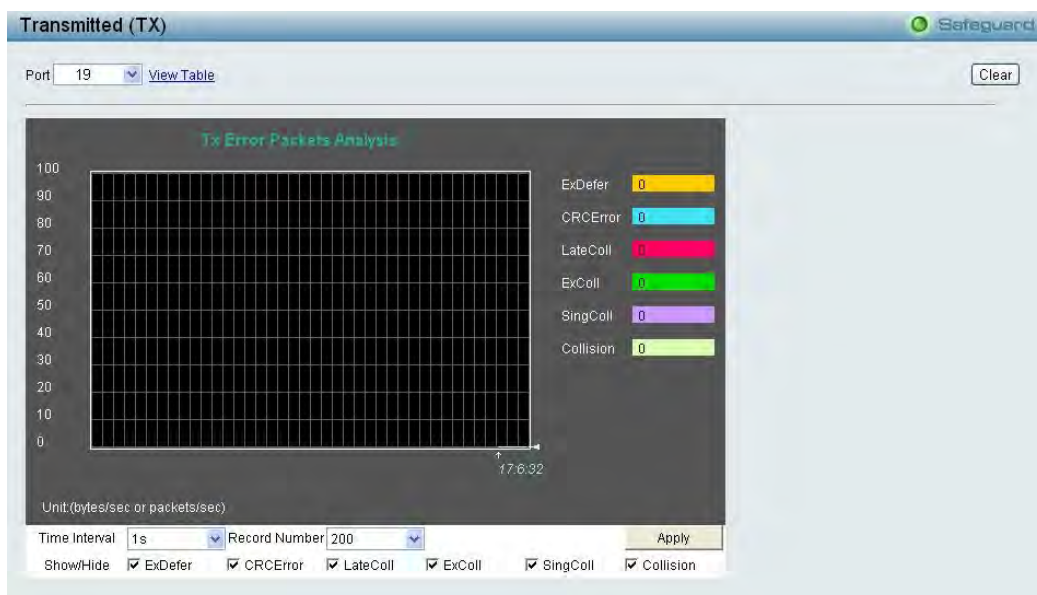 Transmitted (TX)
Safeguard
Port 19 View Table
Clear
Tx Error Packets Analysis
100
90
80
70
60
50
40
30
20
10
0
ExDefer 0
CRCError 0
LateColl 0
ExColl 0
SingColl 0
Collision 0
17:6:32
Unit:(bytes/sec or packets/sec)
Time Interval 1s Record Number 200 Apply
Show/Hide ExDefer CRCError LateColl ExColl SingColl Collision